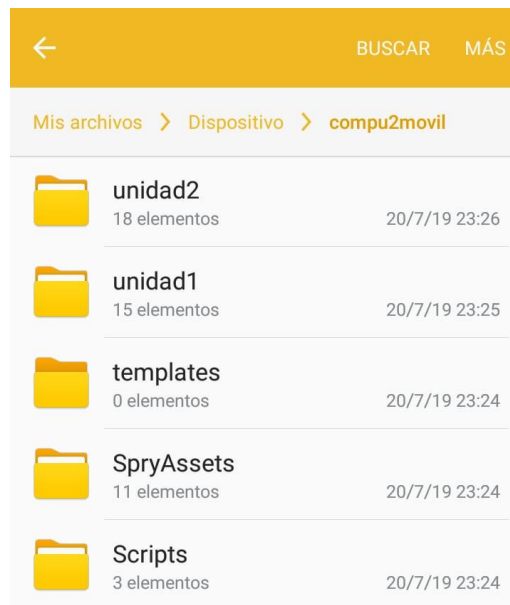 BUSCAR MÁS
Mis archivos > Dispositivo > compu2movil
unidad2
18 elementos 20/7/19 23:26
unidad1
15 elementos 20/7/19 23:25
templates
0 elementos 20/7/19 23:24
SpryAssets
11 elementos 20/7/19 23:24
Scripts
3 elementos 20/7/19 23:24